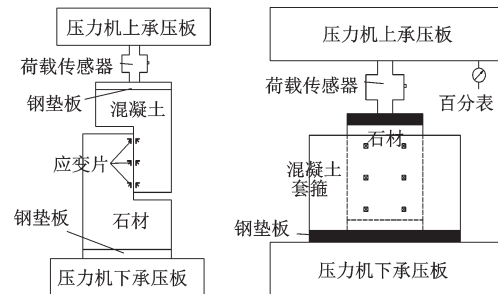 压力机上承压板
荷载传感器
钢垫板
混凝土
应变片
钢垫板
石材
压力机下承压板
压力机上承压板
荷载传感器
百分表
石材
混凝土
套箍
钢垫板
压力机下承压板